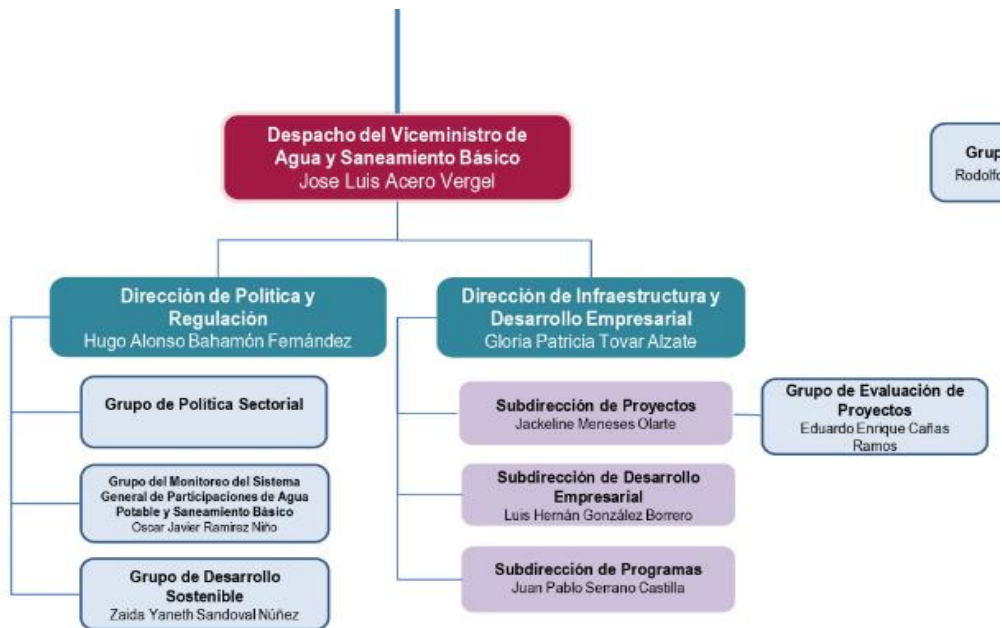 Despacho del Viceministro de
Agua y Saneamiento Básico
Jose Luis Acero Vergel
Grup
Rodolfo
Dirección de Política y
Regulación
Hugo Alonso Bahamón Fernández
Dirección de Infraestructura y
Desarrollo Empresarial
Gloria Patricia Tovar Alzate
Grupo de Política Sectorial
Grupo del Monitoreo del Sistema
General de Participaciones de Agua
Potable y Saneamiento Básico
Oscar Javier Ramírez Niño
Grupo de Desarrollo
Sostenible
Zaida Yaneth Sandoval Núñez
Subdirección de Proyectos
Jackeline Meneses Olarte
Subdirección de Desarrollo
Empresarial
Luis Hernán González Borrero
Subdirección de Programas
Juan Pablo Serrano Castilla
Grupo de Evaluación de
Proyectos
Eduardo Enrique Cañas
Ramos